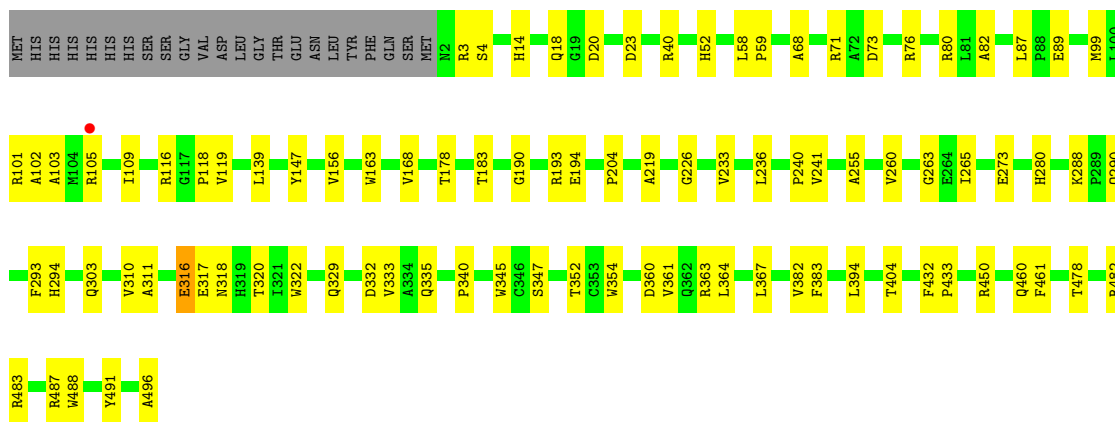 MET HIS HIS HIS HIS HIS HIS SER SER GLY VAL ASP LEU GLY THR GLU ASN LEU TYR PHE GLN SER MET N2 R3 S4 H14 Q18 G19 D20 D23 R40 H52 L58 P59 A68 R71 A72 D73 R76 R80 L81 A82 L87 P88 E89 M99 L100
R101 A102 A103 M104 R105 I109 R116 G117 P118 V119 L139 Y147 V156 W163 V168 T178 T183 G190 R193 E194 P204 A219 G226 V233 L236 P240 V241 A255 V260 G263 E264 I265 E273 H280 K288 P289
F293 H294 Q303 V310 A311 E316 E317 N318 H319 T320 I321 W322 Q329 D332 V333 A334 Q335 P340 W345 C346 S347 T352 C353 W354 D360 V361 Q362 R363 L364 L367 V382 F383 L394 T404 F432 P433 R450 Q460 F461 T478
R483 R487 W488 Y491 A496